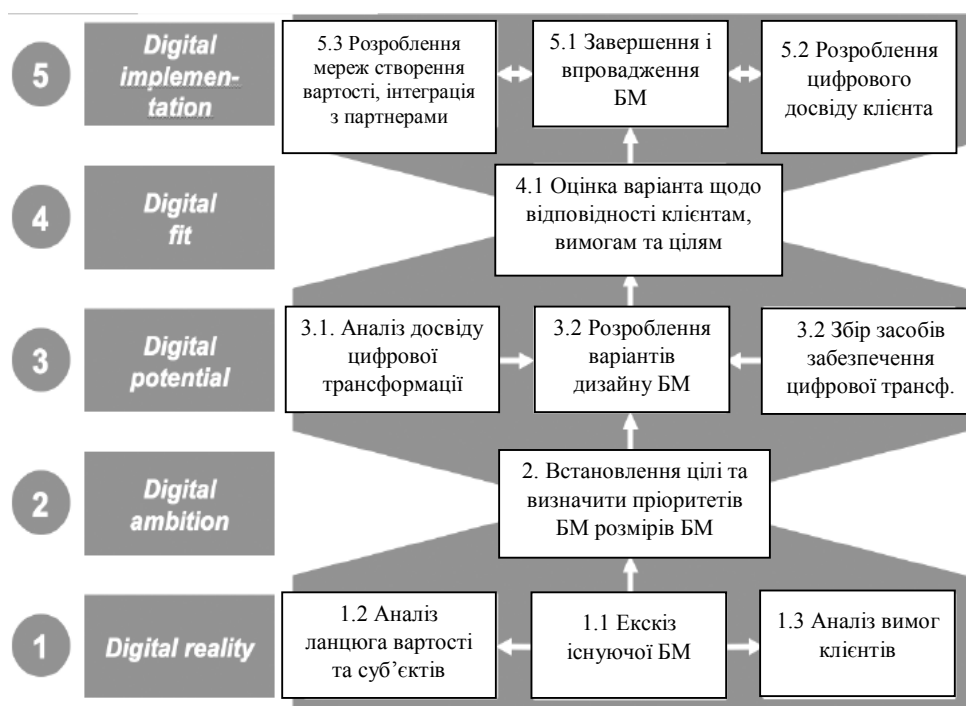 5
Digital
implemen-
tation
5.3 Розроблення
мереж створення
вартості, інтеграція
з партнерами
5.1 Завершення і
впровадження
БМ
5.2 Розроблення
цифрового
досвіду клієнта
4
Digital
fit
4.1 Оцінка варіанта щодо
відповідності клієнтам,
вимогам та цілям
3
Digital
potential
3.1. Аналіз досвіду
цифрової
трансформації
3.2 Розроблення
варіантів
дизайну БМ
3.2 Збір засобів
забезпечення
цифрової трансф.
2
Digital
ambition
2. Встановлення цілі та
визначити пріоритетів
БМ розмірів БМ
1
Digital reality
1.2 Аналіз
ланцюга вартості
та суб’єктів
1.1 Екскіз
існуючої БМ
1.3 Аналіз вимог
клієнтів